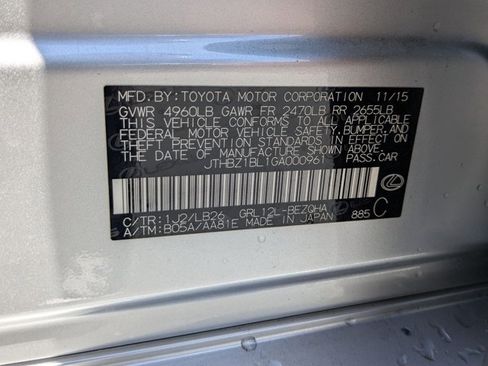 MFD.BY:TOYOTA MOTOR CORPORATION 11/15
GVWR 4960LB GAWR FR 2470LB RR 2655LB
THIS VEHICLE CONFORMS TO ALL APPLICABLE
FEDERAL MOTOR VEHICLE SAFETY, BUMPER, AND
THEFT PREVENTION STANDARDS IN EFFECT ON
THE DATE OF MANUFACTURE SHOWN ABOVE.
JTHBZ1BL1GA000961 PASS.CAR
C/TR:1J2/LB26 GRL12L-BEZQHA
A/TM:B05A/AA81E MADE IN JAPAN 885 C